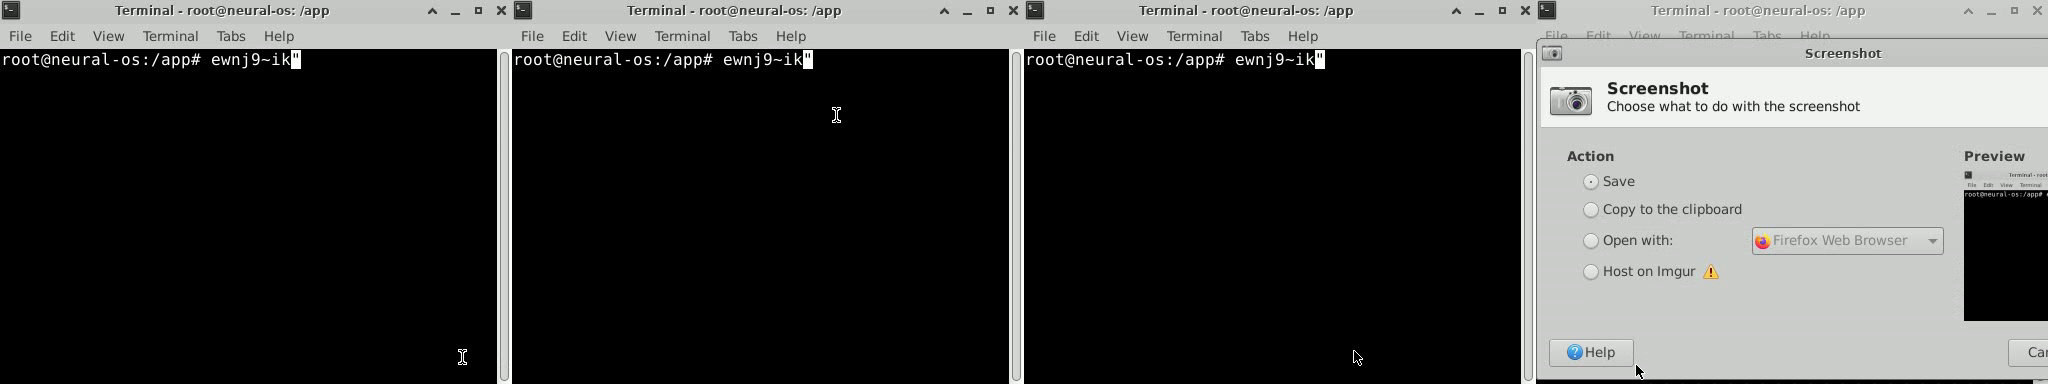 Terminal - root@neural-os: /app
File Edit View Terminal Tabs Help
root@neural-os:/app# ewnj9~ik"
Terminal - root@neural-os: /app
File Edit View Terminal Tabs Help
root@neural-os:/app# ewnj9~ik"
Terminal - root@neural-os: /app
File Edit View Terminal Tabs Help
root@neural-os:/app# ewnj9~ik"
Terminal - root@neural-os: /app
File Edit View Terminal Tabs Help
Screenshot
Screenshot
Choose what to do with the screenshot
Action
Save
Copy to the clipboard
Open with: Firefox Web Browser
Host on Imgur
Preview
File Edit View Terminal
root@neural-os:/app#
Help